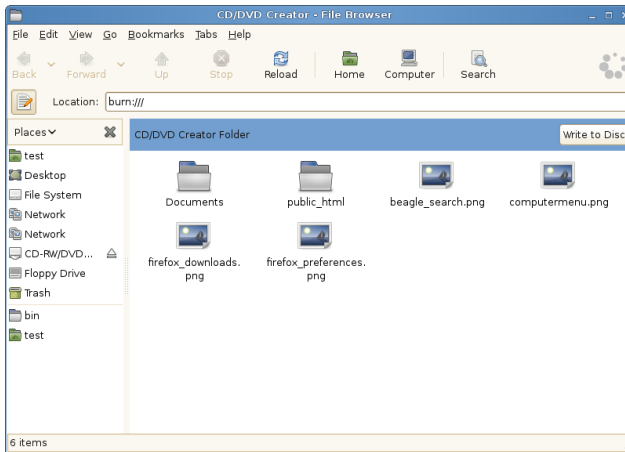 CD/DVD Creator - File Browser
File Edit View Go Bookmarks Tabs Help
Back Forward Up Stop Reload Home Computer Search
Location: burn:///
Places
CD/DVD Creator Folder
Write to Disc
test
Desktop
File System
Network
Network
CD-RW/DVD...
Floppy Drive
Trash
bin
test
Documents
public_html
beagle_search.png
computermenu.png
firefox_downloads.
png
firefox_preferences.
png
6 items